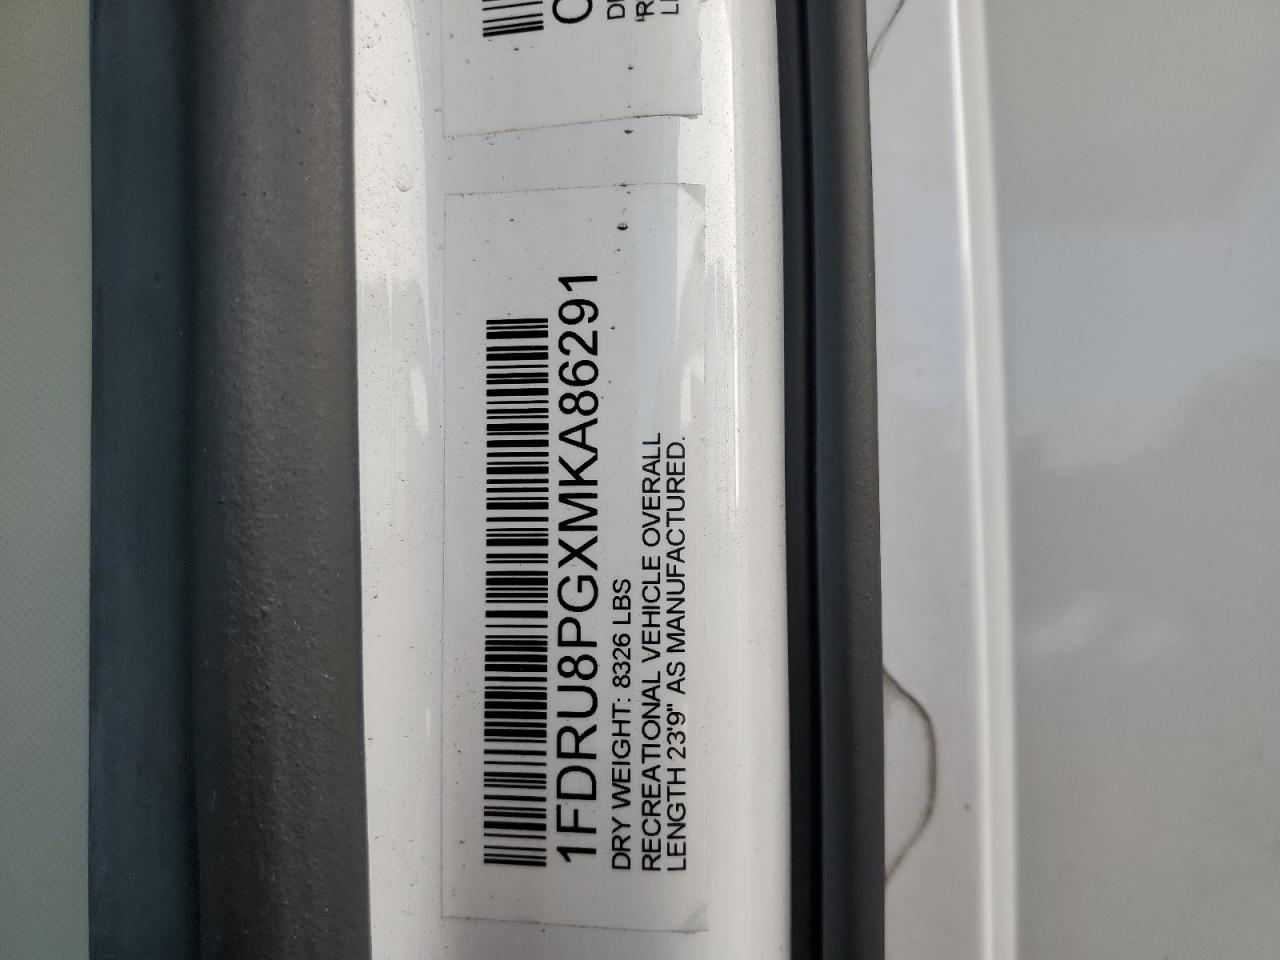 1FDRU8PGXMKA86291
DRY WEIGHT: 8326 LBS
RECREATIONAL VEHICLE OVERALL
LENGTH 23'9" AS MANUFACTURED.